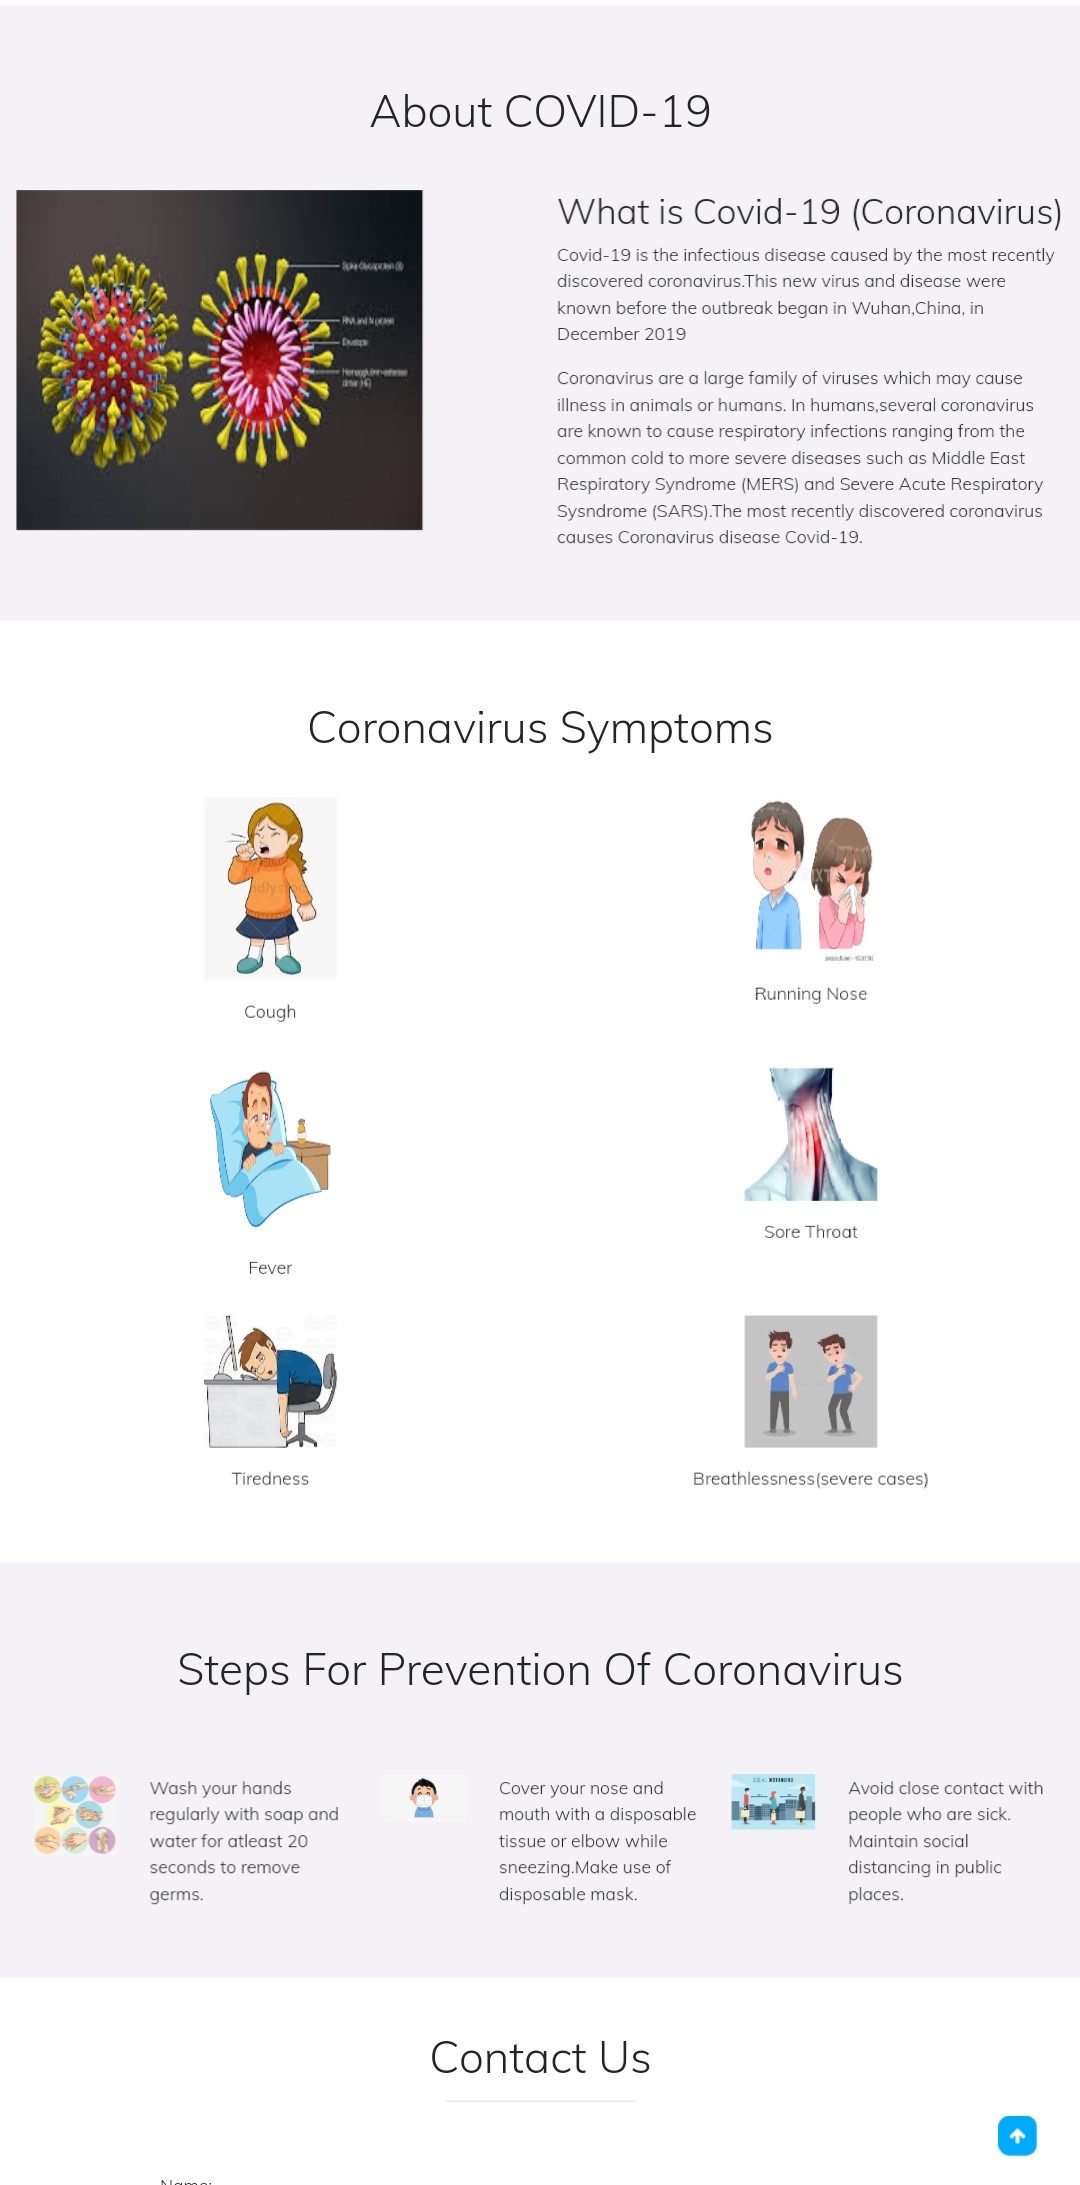 About COVID-19
Spike Glycoprotein (S)
RNA and N protein
Envelope
Hemagglutinin-esterase
dimer (HE)
What is Covid-19 (Coronavirus)
Covid-19 is the infectious disease caused by the most recently
discovered coronavirus.This new virus and disease were
known before the outbreak began in Wuhan,China, in
December 2019
Coronavirus are a large family of viruses which may cause
illness in animals or humans. In humans,several coronavirus
are known to cause respiratory infections ranging from the
common cold to more severe diseases such as Middle East
Respiratory Syndrome (MERS) and Severe Acute Respiratory
Sysndrome (SARS).The most recently discovered coronavirus
causes Coronavirus disease Covid-19.
Coronavirus Symptoms
Cough
Running Nose
Fever
Sore Throat
Tiredness
Breathlessness(severe cases)
Steps For Prevention Of Coronavirus
Wash your hands
regularly with soap and
water for atleast 20
seconds to remove
germs.
Cover your nose and
mouth with a disposable
tissue or elbow while
sneezing.Make use of
disposable mask.
Avoid close contact with
people who are sick.
Maintain social
distancing in public
places.
Contact Us
Name: